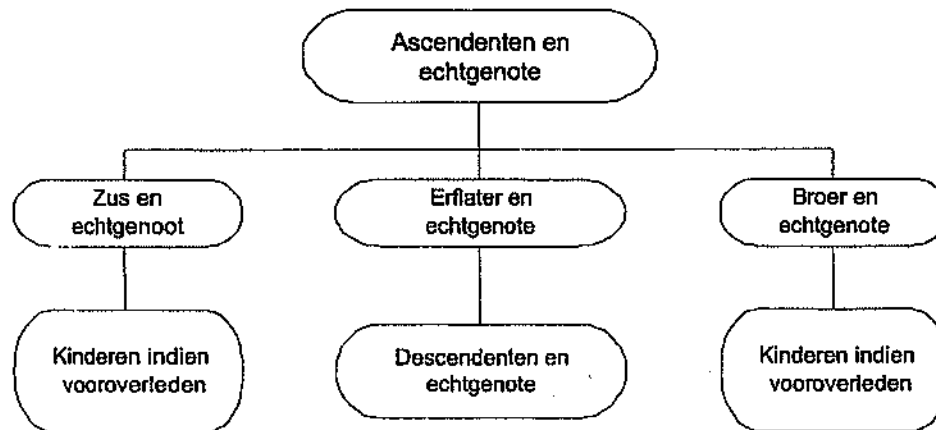 Ascendenten en
echtgenote
Zus en
echtgenoot
Erflater en
echtgenote
Broer en
echtgenote
Kinderen indien
vooroverleden
Descendenten en
echtgenote
Kinderen indien
vooroverleden